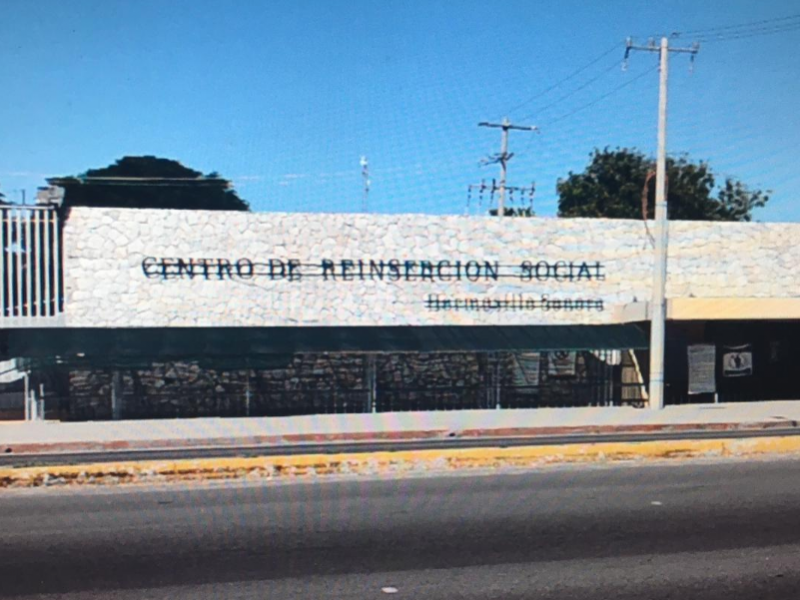 CENTRO DE REINSERCION SOCIAL
Hermosillo Sonora